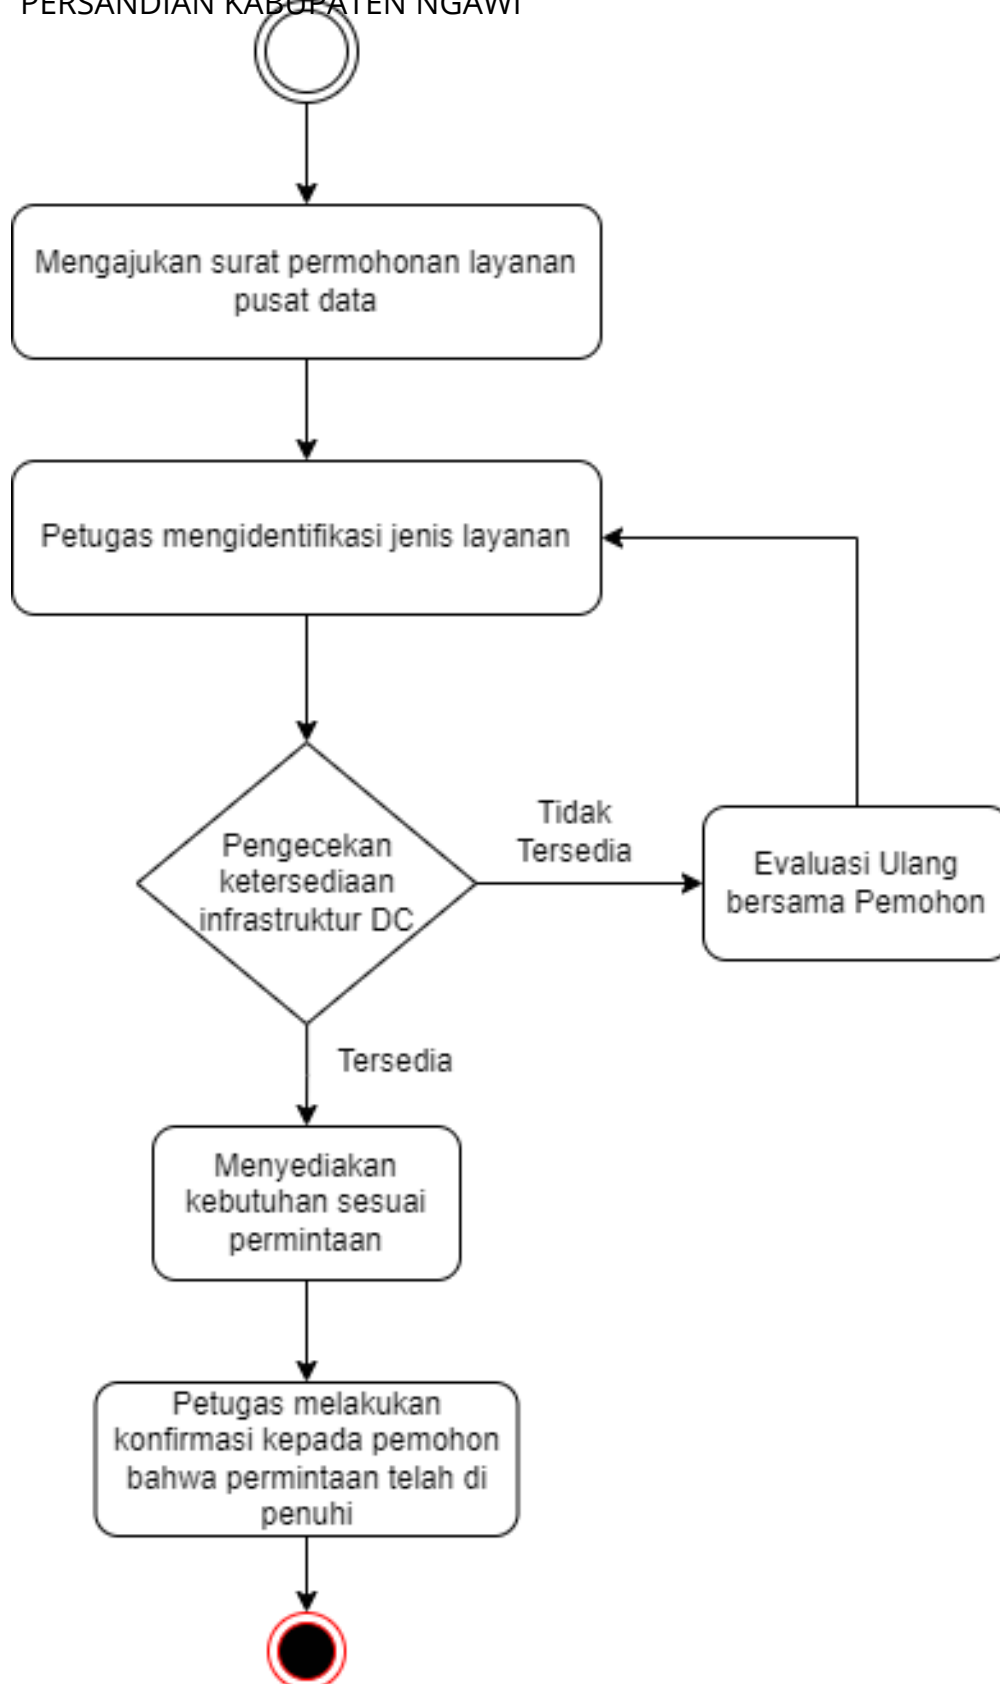 PERSANDIAN KABUPATEN NGAWI
Mengajukan surat permohonan layanan
pusat data
Petugas mengidentifikasi jenis layanan
Pengecekan
ketersediaan
infrastruktur DC
Tidak
Tersedia
Evaluasi Ulang
bersama Pemohon
Tersedia
Menyediakan
kebutuhan sesuai
permintaan
Petugas melakukan
konfirmasi kepada pemohon
bahwa permintaan telah di
penuhi